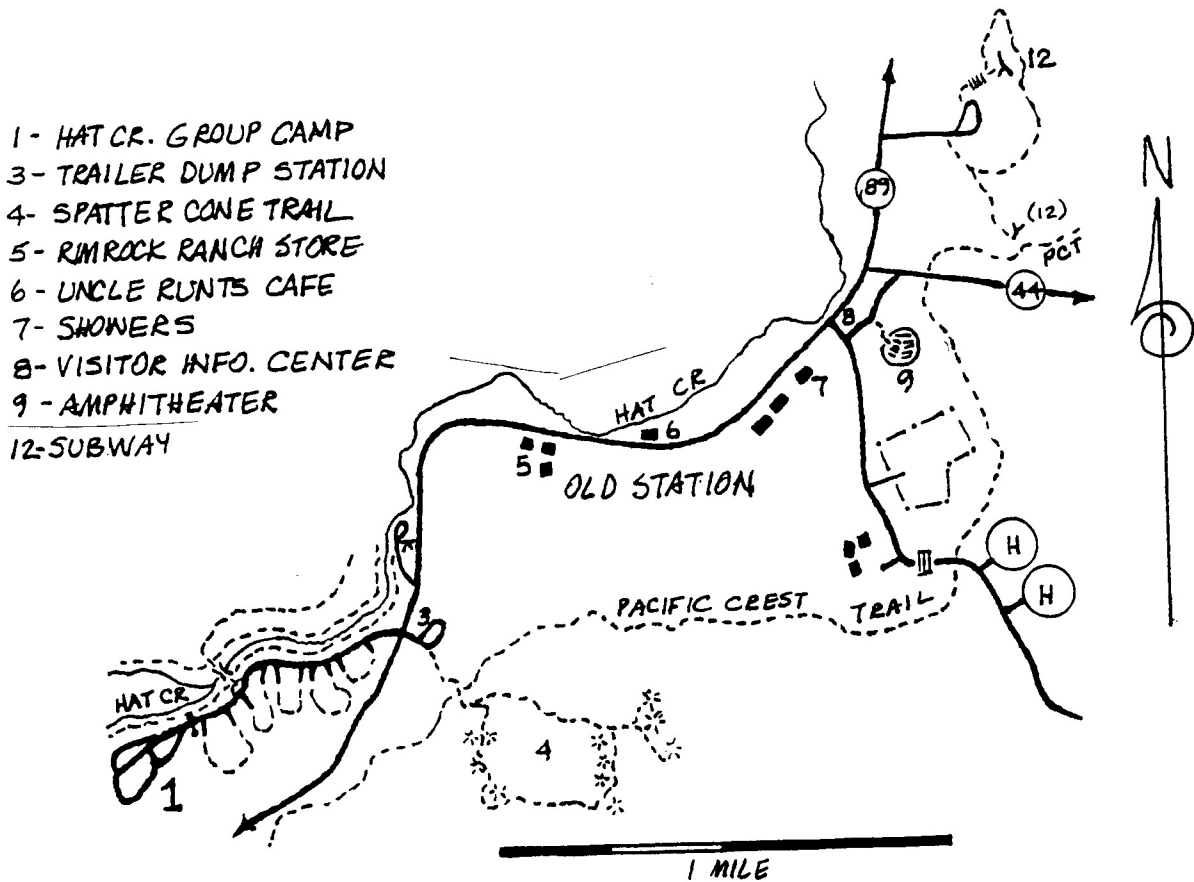 1 - HAT CR. GROUP CAMP
3 - TRAILER DUMP STATION
4 - SPATTER CONE TRAIL
5 - RIMROCK RANCH STORE
6 - UNCLE RUNTS CAFE
7 - SHOWERS
8 - VISITOR INFO. CENTER
9 - AMPHITHEATER
12 - SUBWAY
12
N
89
(12)
PCT
44
8
9
7
HAT CR
6
5
OLD STATION
H
H
PACIFIC CREST TRAIL
3
HAT CR
4
1
1 MILE